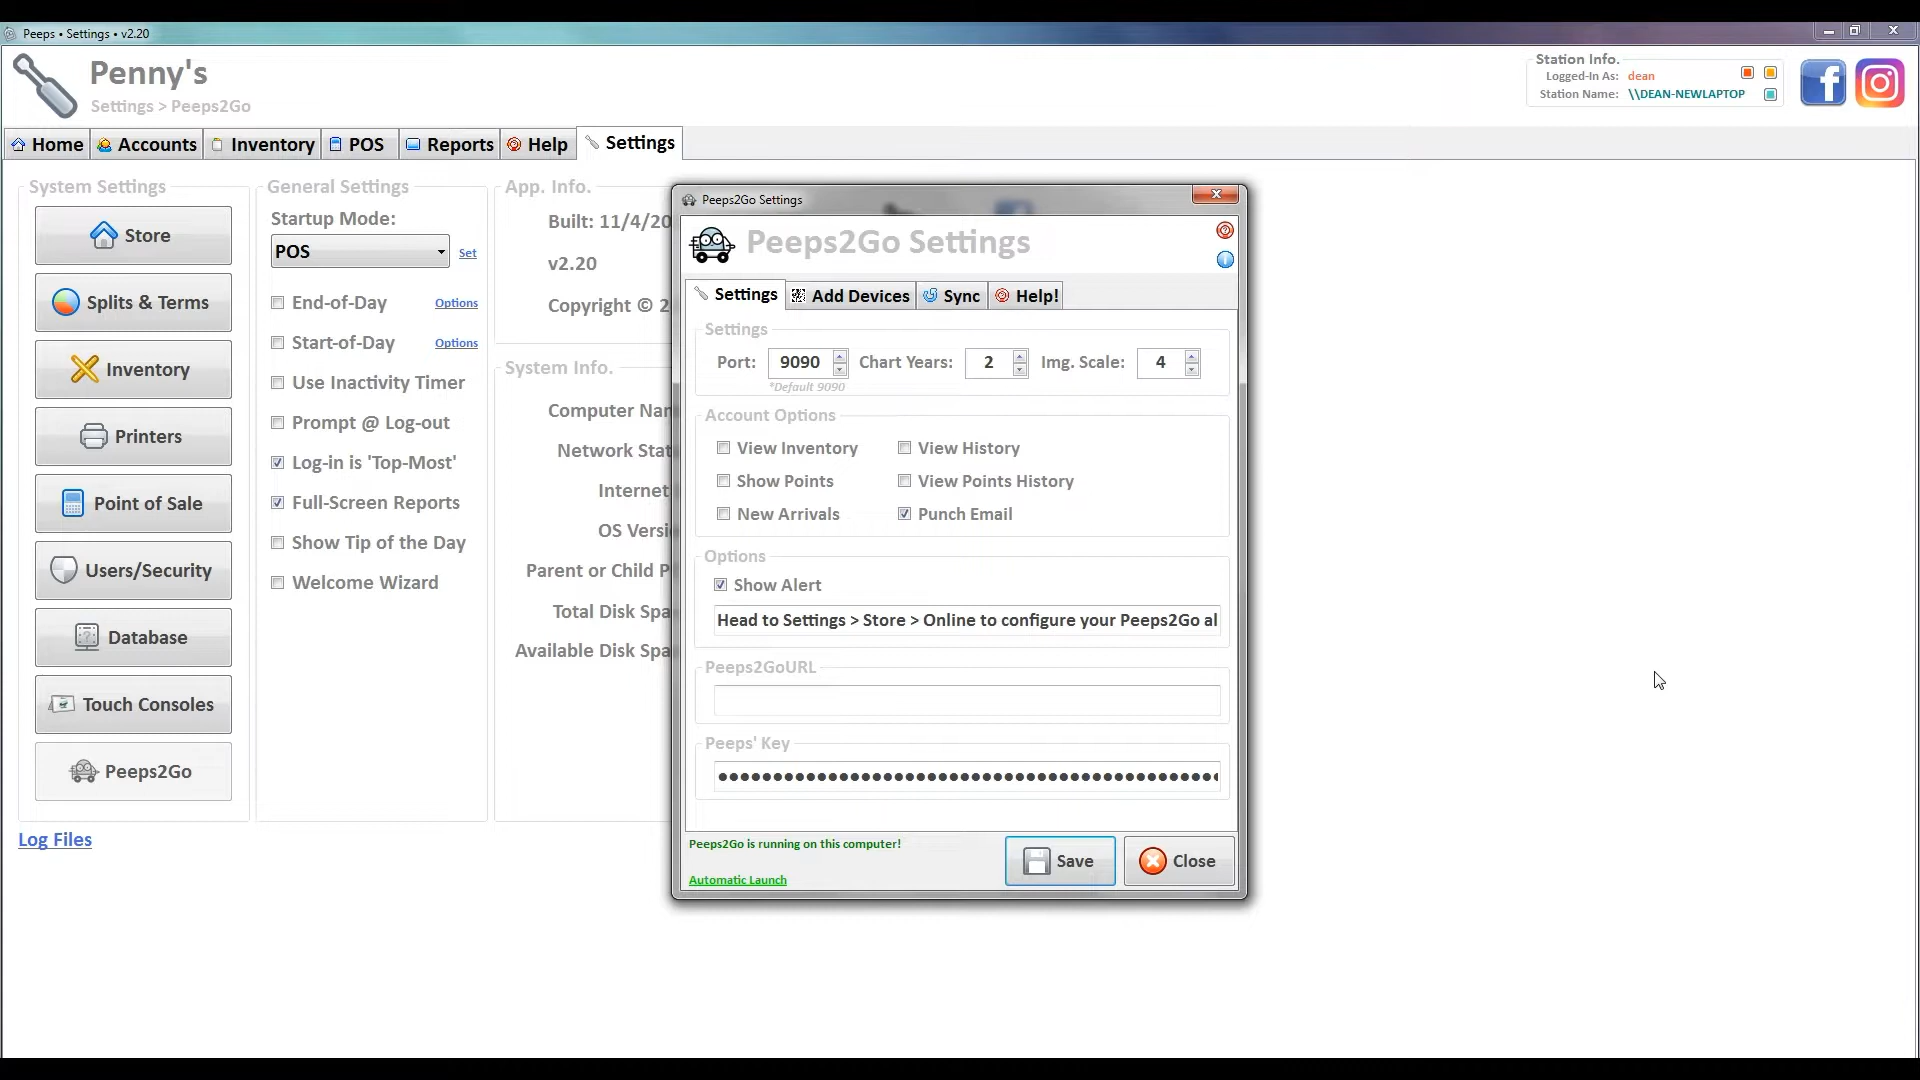 Peeps • Settings • v2.20
Penny's
Settings > Peeps2Go
Station Info.
Logged-In As: dean
Station Name: \\DEAN-NEWLAPTOP
Home
Accounts
Inventory
POS
Reports
Help
Settings
System Settings
Store
Splits & Terms
Inventory
Printers
Point of Sale
Users/Security
Database
Touch Consoles
Peeps2Go
Log Files
General Settings
Startup Mode:
POS
Set
End-of-Day
Options
Start-of-Day
Options
Use Inactivity Timer
Prompt @ Log-out
Log-in is 'Top-Most'
Full-Screen Reports
Show Tip of the Day
Welcome Wizard
App. Info.
Built: 11/4/20
v2.20
Copyright © 2
System Info.
Computer Nan
Network Stat
Internet
OS Versi
Parent or Child P
Total Disk Spa
Available Disk Spa
Peeps2Go Settings
Peeps2Go Settings
Settings
Add Devices
Sync
Help!
Settings
Port: 9090
Chart Years: 2
Img. Scale: 4
*Default 9090
Account Options
View Inventory
View History
Show Points
View Points History
New Arrivals
Punch Email
Options
Show Alert
Head to Settings > Store > Online to configure your Peeps2Go al
Peeps2GoURL
Peeps' Key
Peeps2Go is running on this computer!
Automatic Launch
Save
Close